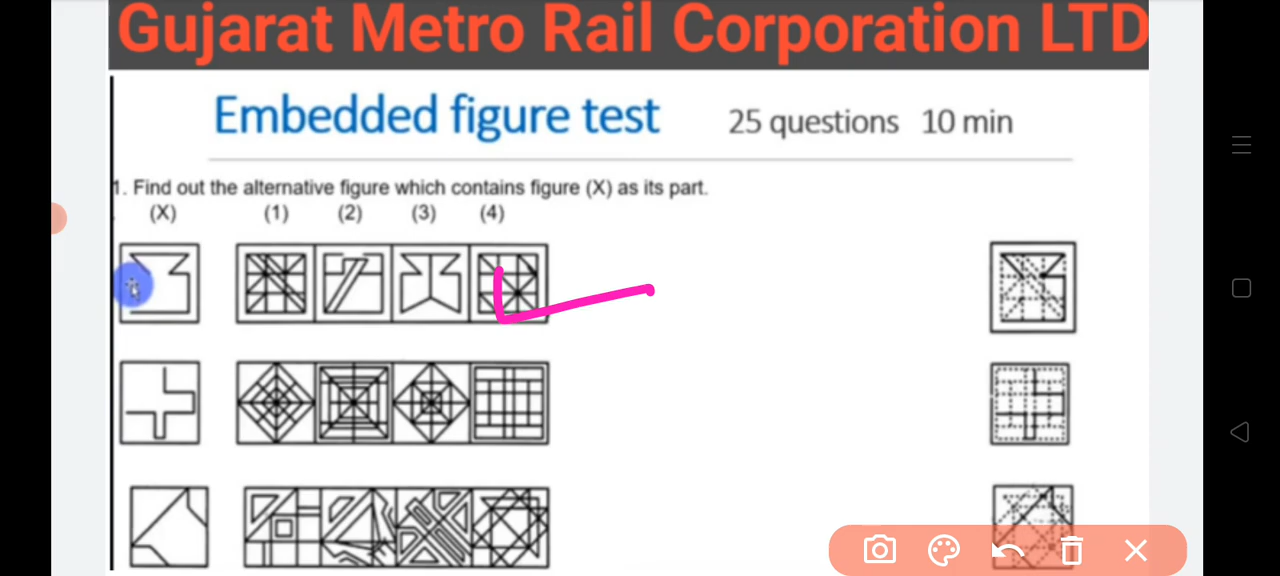 Gujarat Metro Rail Corporation LTD
Embedded figure test 25 questions 10 min
1. Find out the alternative figure which contains figure (X) as its part.
(X) (1) (2) (3) (4)